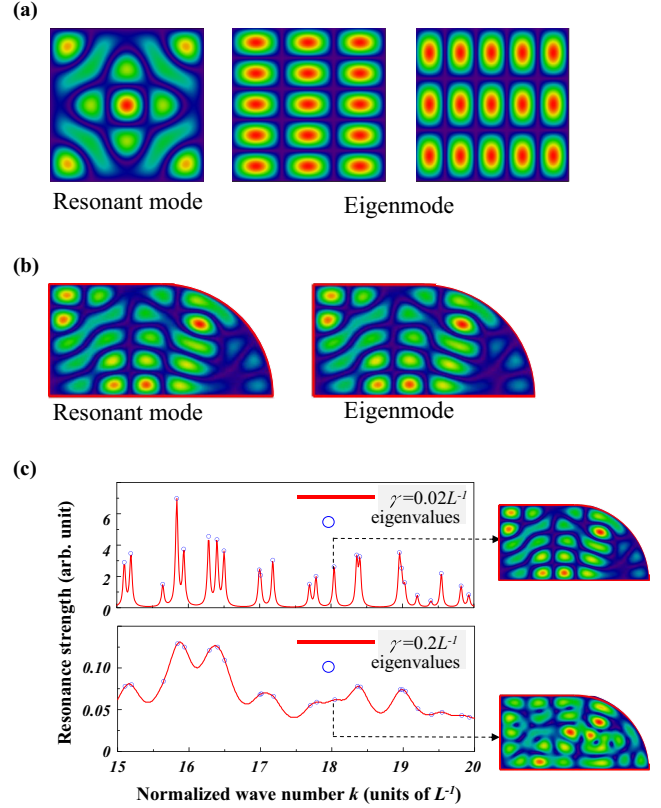 (a)
Resonant mode
Eigenmode
(b)
Resonant mode
Eigenmode
(c)
Resonance strength (arb. unit)
6
4
2
0
γ=0.02L⁻¹
eigenvalues
0.10
0.05
0
γ=0.2L⁻¹
eigenvalues
15 16 17 18 19 20
Normalized wave number k (units of L⁻¹)